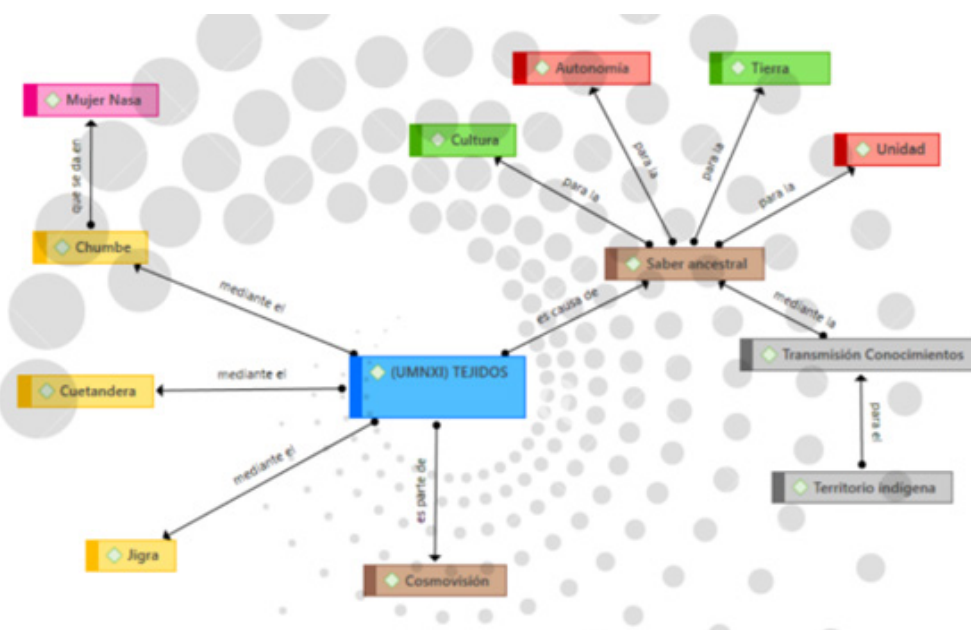 Autonomía
Tierra
Mujer Nasa
Cultura
Unidad
que se da en
para la
para la
para la
para la
Chumbe
Saber ancestral
mediante el
es causa de
mediante la
Transmisión Conocimientos
(UMNXI) TEJIDOS
mediante el
Cuetandera
para el
mediante el
es parte de
Territorio indígena
Jigra
Cosmovisión